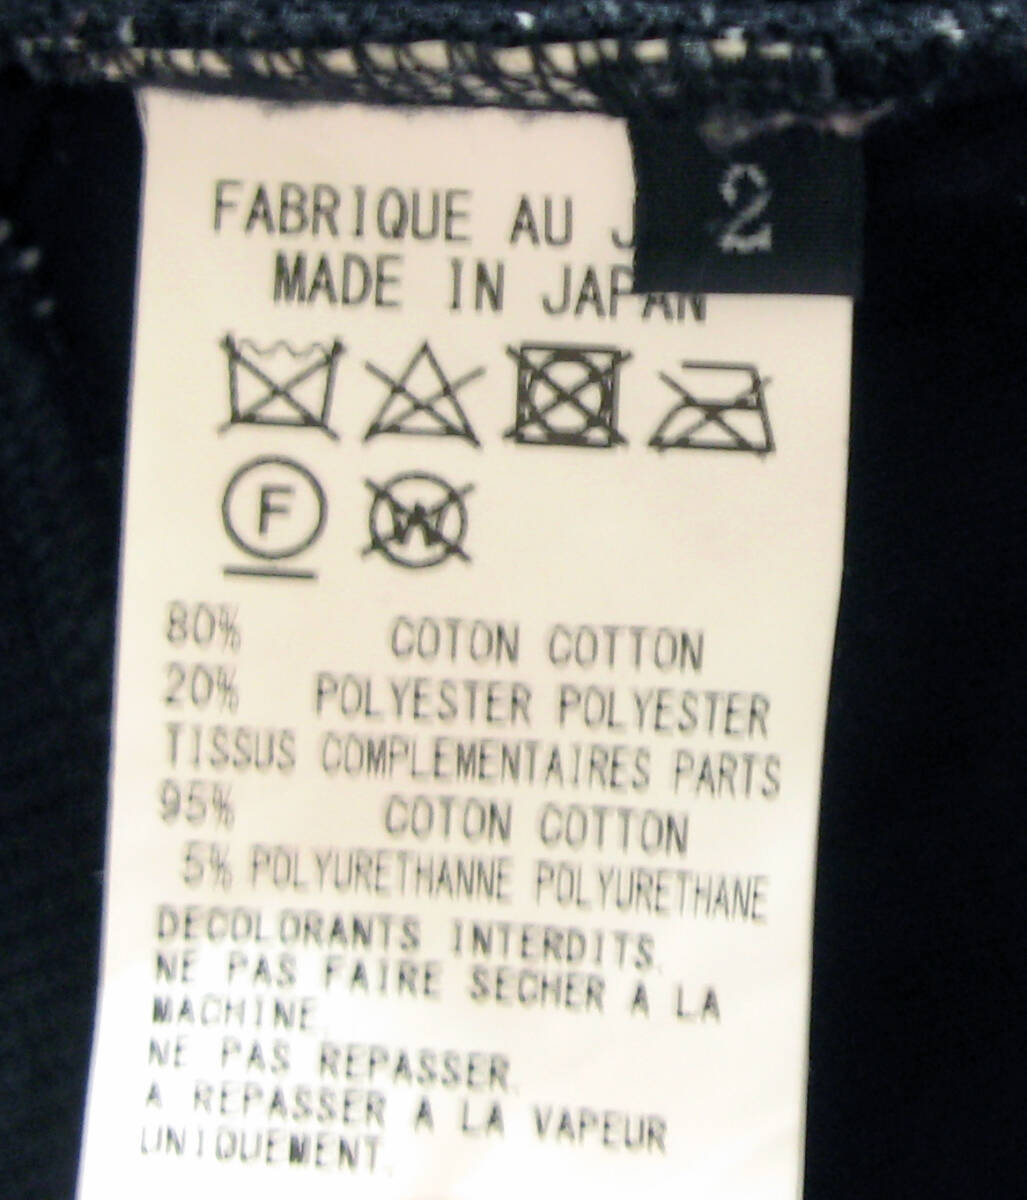 2
FABRIQUE AU J
MADE IN JAPAN
F
W
80% COTON COTTON
20% POLYESTER POLYESTER
TISSUS COMPLEMENTAIRES PARTS
95% COTON COTTON
5% POLYURETHANNE POLYURETHANE
DECOLORANTS INTERDITS.
NE PAS FAIRE SECHER A LA
MACHINE.
NE PAS REPASSER.
A REPASSER A LA VAPEUR
UNIQUEMENT.